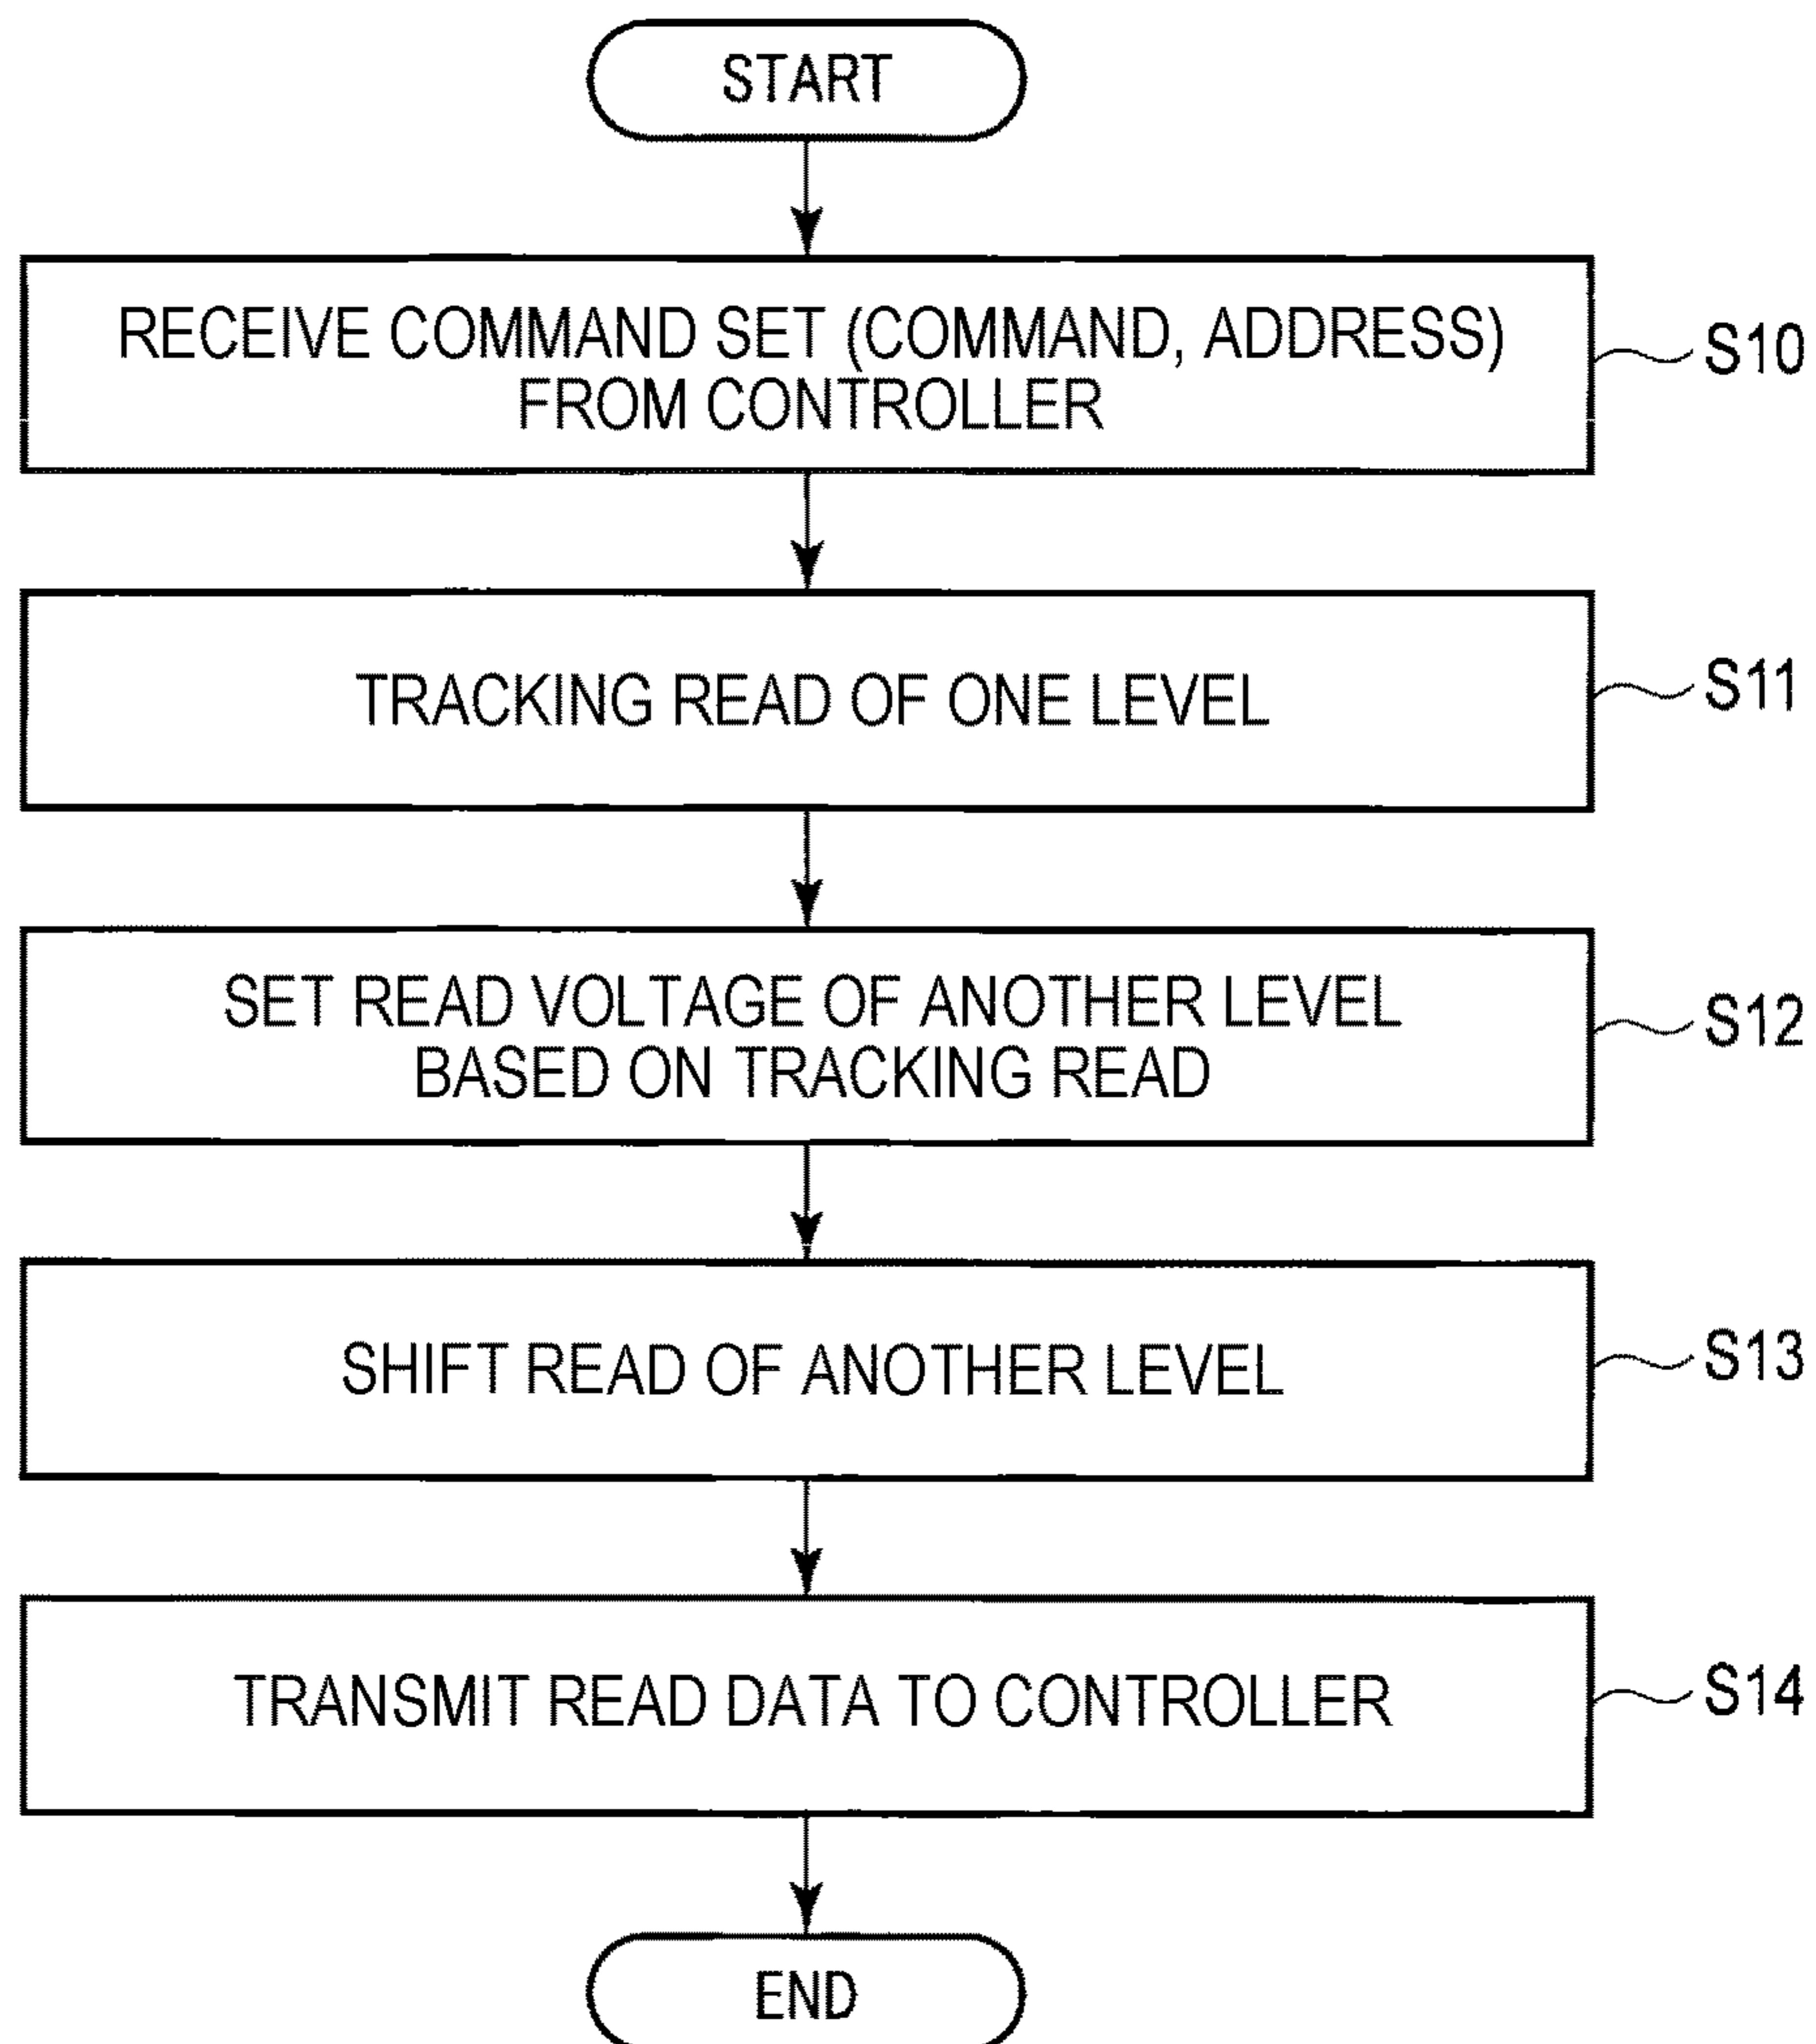 START
RECEIVE COMMAND SET (COMMAND, ADDRESS)
FROM CONTROLLER
S10
TRACKING READ OF ONE LEVEL
S11
SET READ VOLTAGE OF ANOTHER LEVEL
BASED ON TRACKING READ
S12
SHIFT READ OF ANOTHER LEVEL
S13
TRANSMIT READ DATA TO CONTROLLER
S14
END